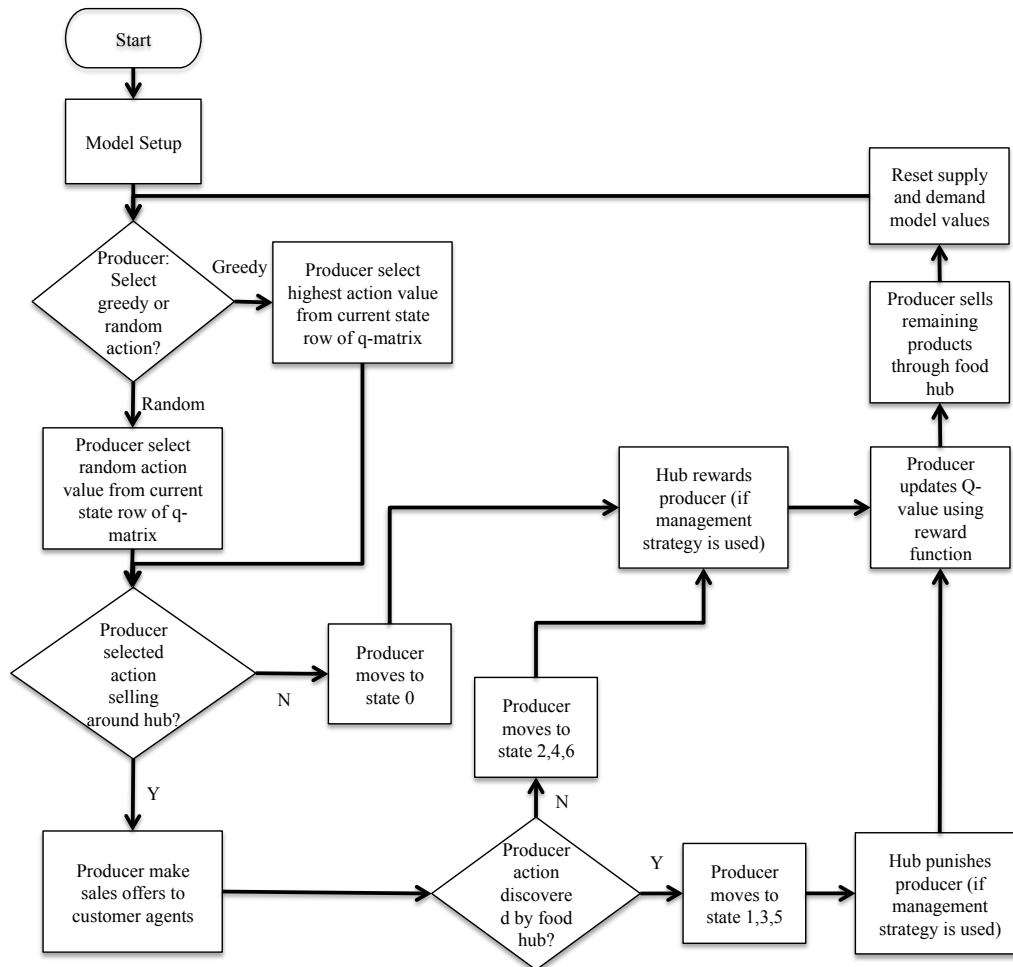 Start
Model Setup
Reset supply
and demand
model values
Producer:
Select
greedy or
random
action?
Greedy
Producer select
highest action value
from current state
row of q-matrix
Producer sells
remaining
products
through food
hub
Random
Producer select
random action
value from current
state row of q-
matrix
Hub rewards
producer (if
management
strategy is used)
Producer
updates Q-
value using
reward
function
Producer
selected
action
selling
around hub?
N
Producer
moves to
state 0
Producer
moves to
state 2,4,6
Y
N
Producer make
sales offers to
customer agents
Producer
action
discovere
d by food
hub?
Y
Producer
moves to
state 1,3,5
Hub punishes
producer (if
management
strategy is used)